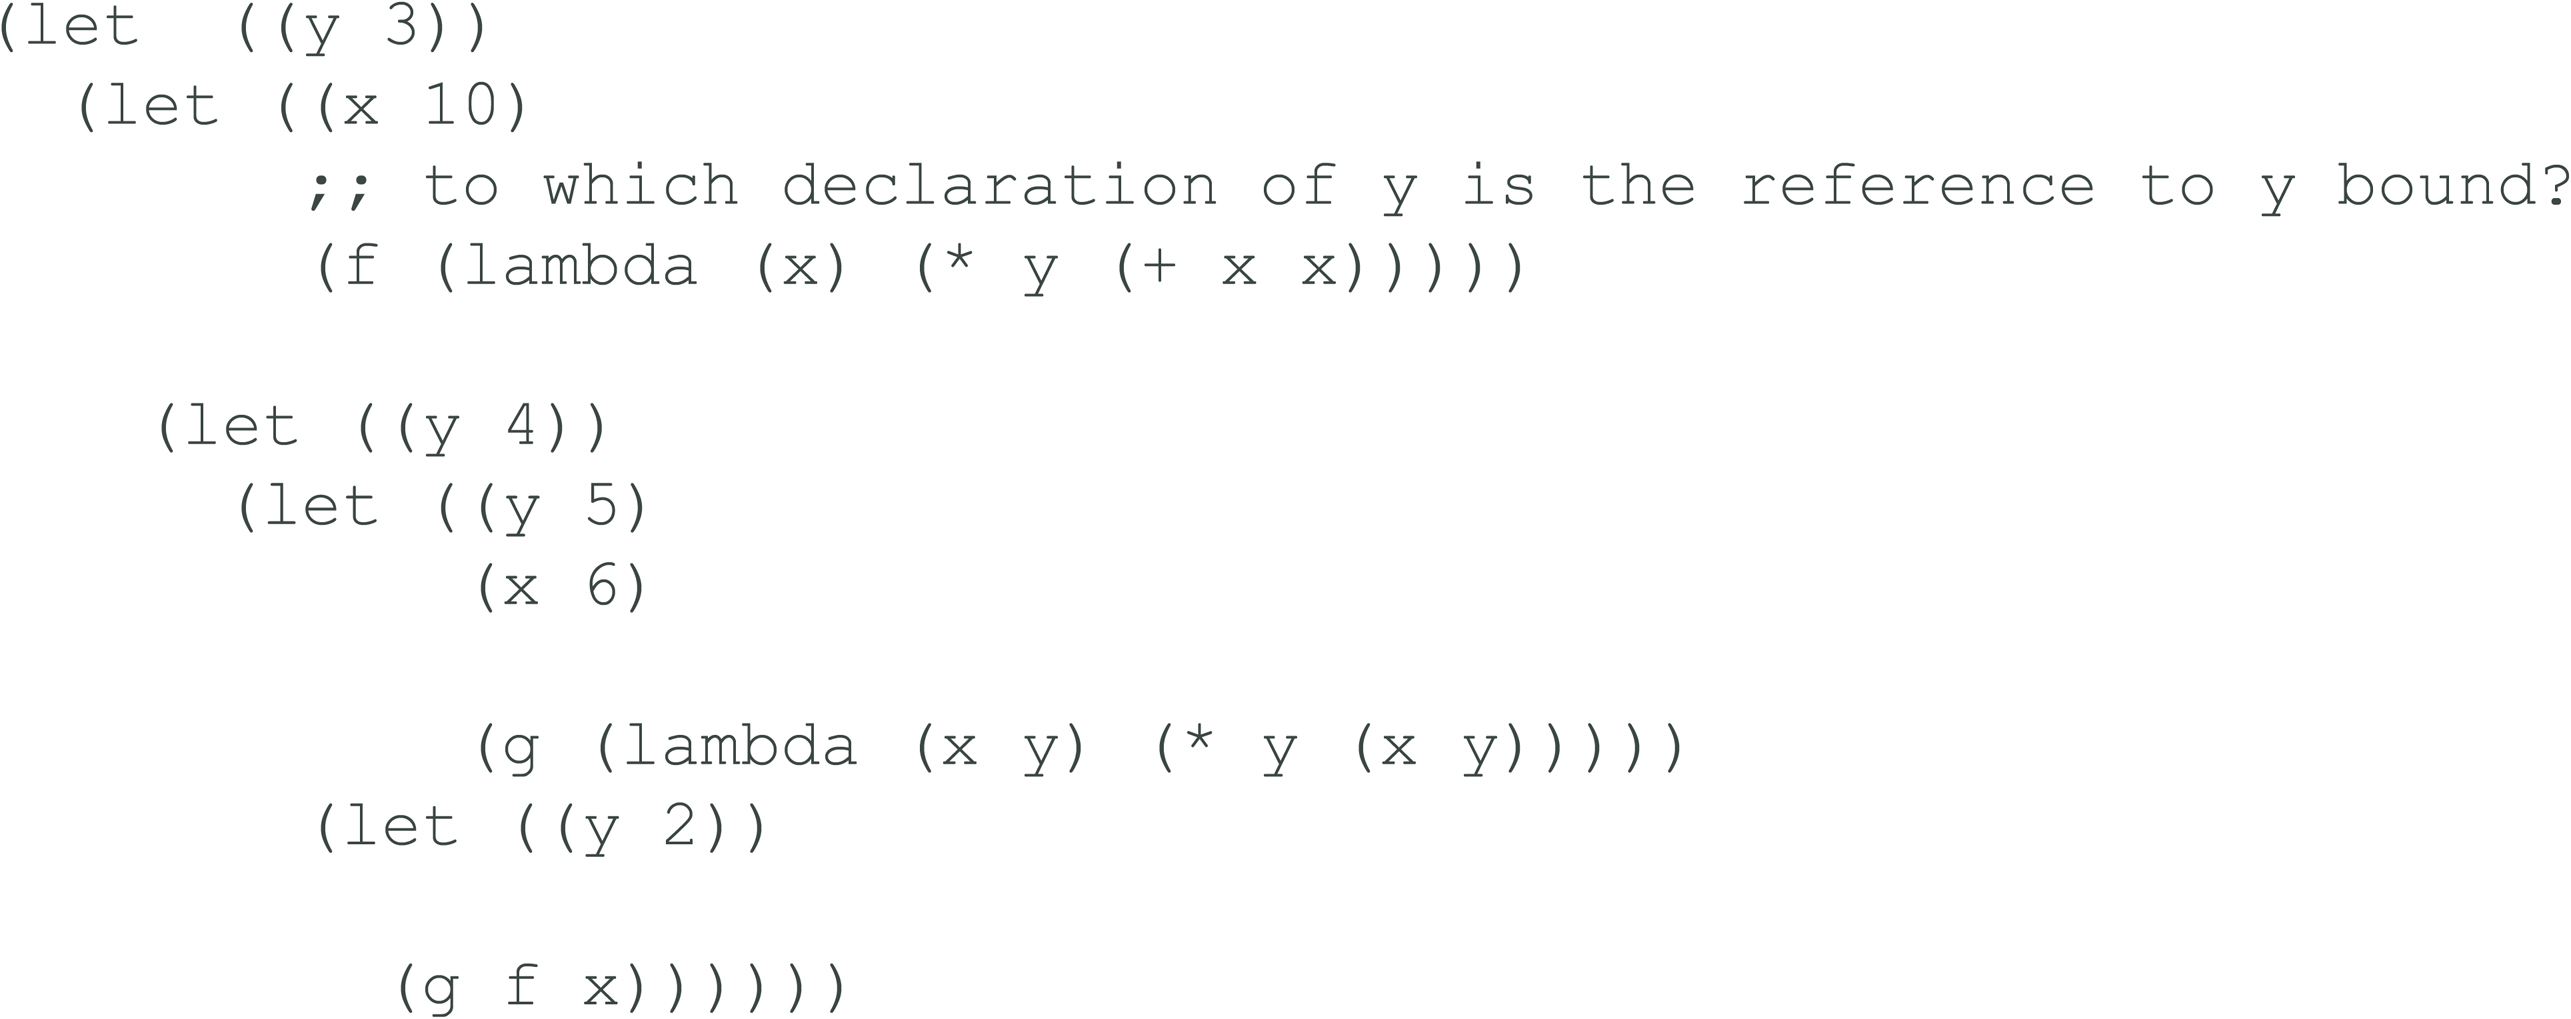 (let  ((y 3))
  (let ((x 10)
        ;; to which declaration of y is the reference to y bound?
        (f (lambda (x) (* y (+ x x)))))
    (let ((y 4))
      (let ((y 5)
            (x 6)
            (g (lambda (x y) (* y (x y)))))
        (let ((y 2))
          (g f x))))))